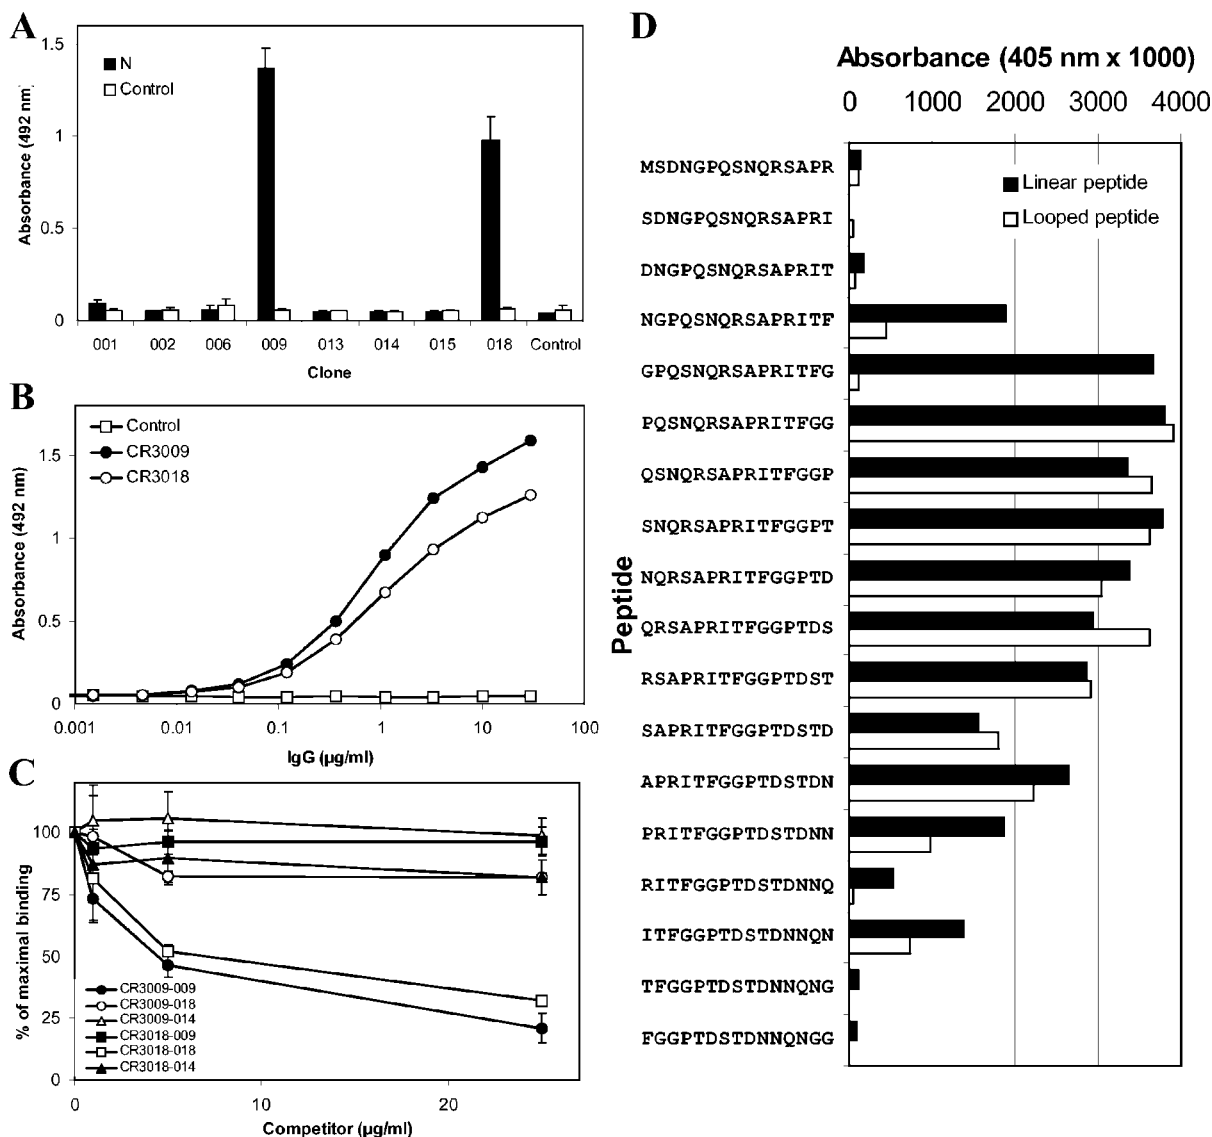 A
Absorbance (492 nm)
1.5
1
0.5
0
N
Control
001 002 006 009 013 014 015 018 Control
Clone
B
Absorbance (492 nm)
1.5
1
0.5
0
Control
CR3009
CR3018
0.001 0.01 0.1 1 10 100
IgG (µg/ml)
C
% of maximal binding
100
75
50
25
0
CR3009-009
CR3009-018
CR3009-014
CR3018-009
CR3018-018
CR3018-014
0 10 20
Competitor (µg/ml)
D
Absorbance (405 nm x 1000)
0 1000 2000 3000 4000
Linear peptide
Looped peptide
Peptide
MSDNGPQSNQRSAPR
SDNGPQSNQRSAPRI
DNGPQSNQRSAPRIT
NGPQSNQRSAPRITF
GPQSNQRSAPRITFG
PQSNQRSAPRITFGG
QSNQRSAPRITFGGP
SNQRSAPRITFGGPT
NQRSAPRITFGGPTD
QRSAPRITFGGPTDS
RSAPRITFGGPTDST
SAPRITFGGPTDSTD
APRITFGGPTDSTDN
PRITFGGPTDSTDNN
RITFGGPTDSTDNNQ
ITFGGPTDSTDNNQN
TFGGPTDSTDNNQNG
FGGPTDSTDNNQNGG